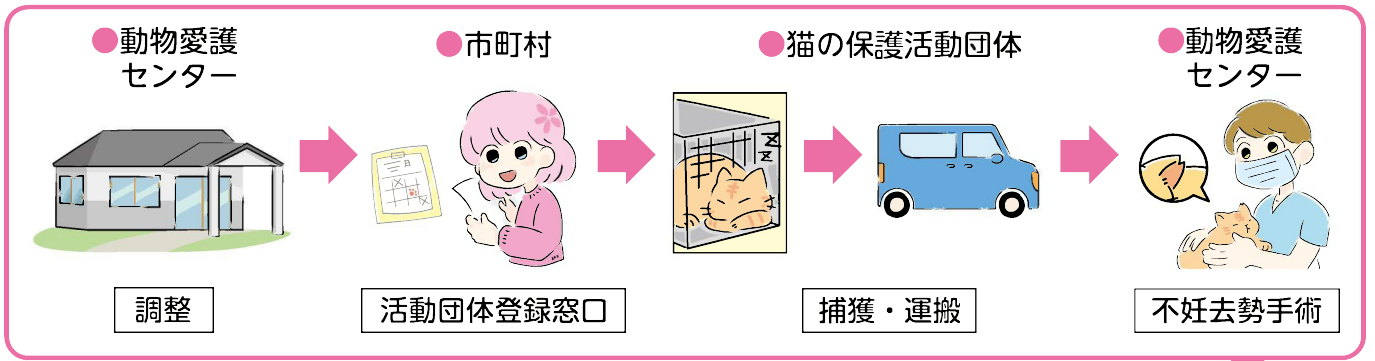 ●動物愛護
センター
●市町村
●猫の保護活動団体
●動物愛護
センター
月
z
z
調整
活動団体登録窓口
捕獲・運搬
不妊去勢手術